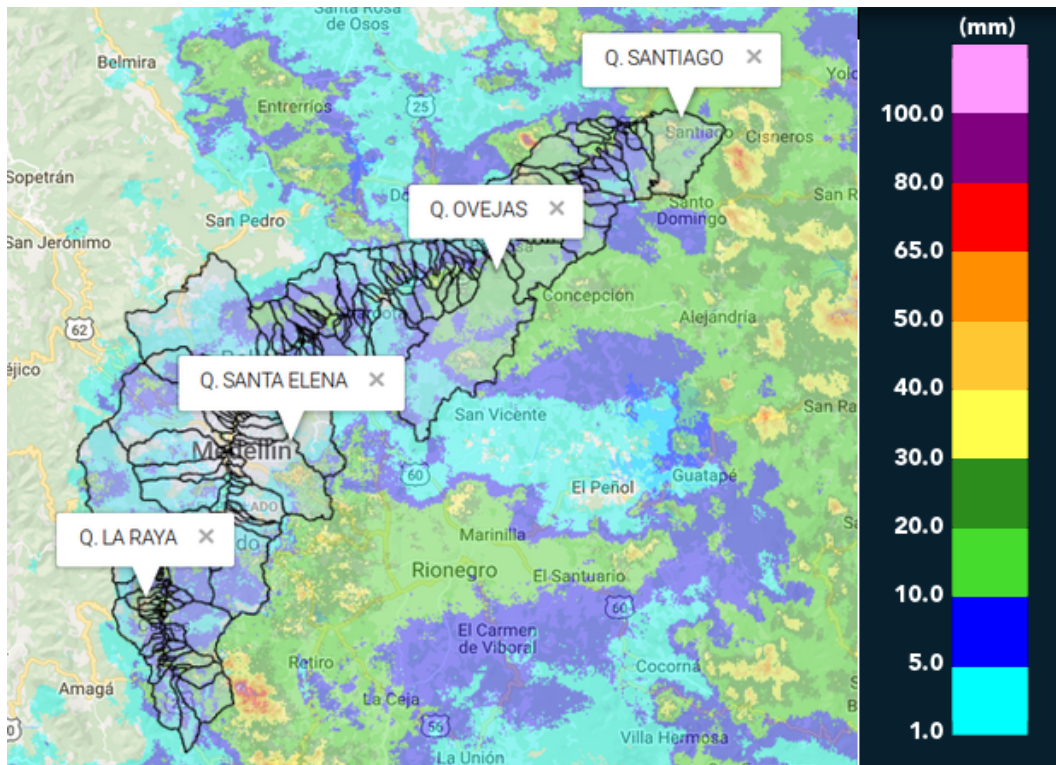 Santa Rosa
de Osos
(mm)
Belmira
Q. SANTIAGO ×
Entrerríos
25
100.0
Santiago
Cisneros
Sopetrán
80.0
Q. OVEJAS ×
San R
Santo
Domingo
San Pedro
San Jerónimo
65.0
Concepción
Alejandría
62
50.0
Q. SANTA ELENA ×
40.0
San Vicente
San Ra
Medellín
30.0
60
Guatapé
El Peñol
20.0
Q. LA RAYA ×
Marinilla
Rionegro
El Santuario
10.0
60
El Carmen
de Viboral
5.0
Retiro
Cocorná
Amagá
La Ceja
56
Villa Hermosa
1.0
La Unión